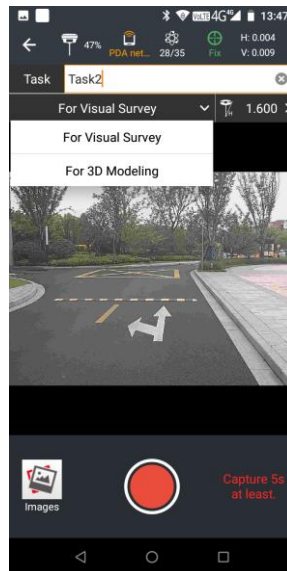 13:47
47%
PDA net...
28/35
Fix
H: 0.004
V: 0.009
Task
Task2
For Visual Survey
1.600
For Visual Survey
For 3D Modeling
Images
Capture 5s
at least.